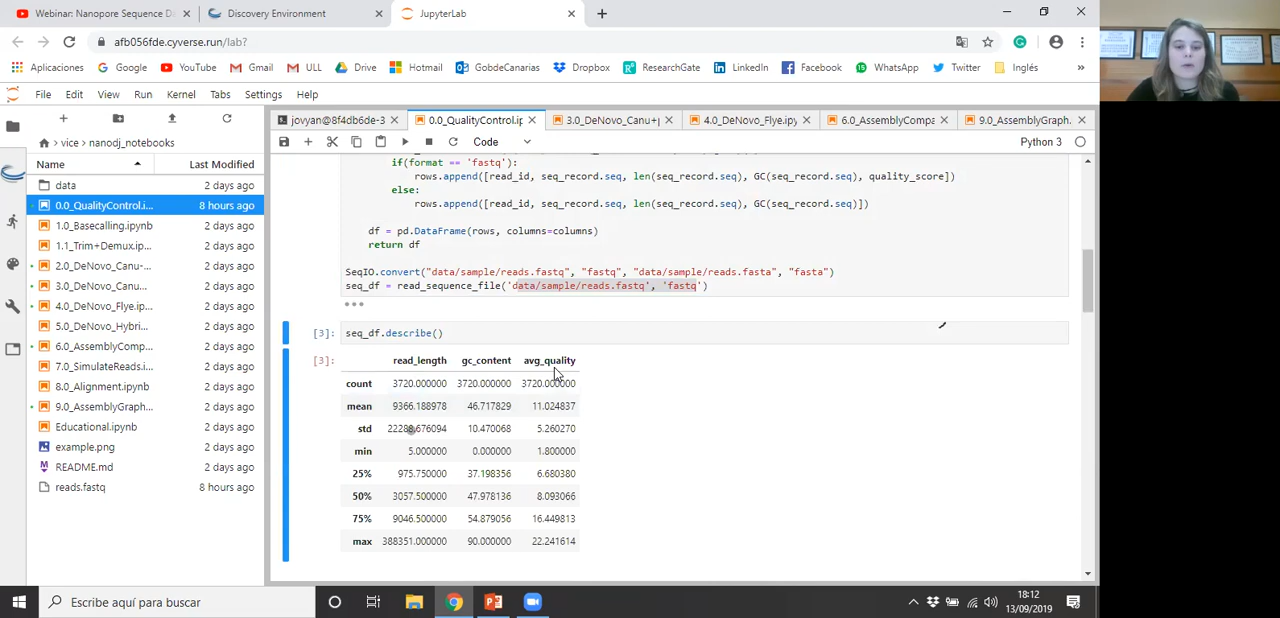 Webinar: Nanopore Sequence De
Discovery Environment
JupyterLab
afb056fde.cyverse.run/lab?
Aplicaciones Google YouTube Gmail ULL Drive Hotmail GobDeCanarias Dropbox ResearchGate LinkedIn Facebook WhatsApp Twitter Inglés »
File Edit View Run Kernel Tabs Settings Help
jovyan@8f4db6de-3 0.0_QualityControl.ip 3.0_DeNovo_Canu+ 4.0_DeNovo_Flye.ipy 6.0_AssemblyCompa 9.0_AssemblyGraph.
Code
Python 3
vice > nanodj_notebooks
Name Last Modified
data 2 days ago
0.0_QualityControl.i... 8 hours ago
1.0_Basecalling.ipynb 2 days ago
1.1_Trim+Demux.ip... 2 days ago
2.0_DeNovo_Canu-... 2 days ago
3.0_DeNovo_Canu... 2 days ago
4.0_DeNovo_Flye.ip... 2 days ago
5.0_DeNovo_Hybri... 2 days ago
6.0_AssemblyComp... 2 days ago
7.0_SimulateReads.i... 2 days ago
8.0_Alignment.ipynb 2 days ago
9.0_AssemblyGraph... 2 days ago
Educational.ipynb 2 days ago
example.png 2 days ago
README.md 2 days ago
reads.fastq 8 hours ago
if(format == 'fastq'):
rows.append([read_id, seq_record.seq, len(seq_record.seq), GC(seq_record.seq), quality_score])
else:
rows.append([read_id, seq_record.seq, len(seq_record.seq), GC(seq_record.seq)])
df = pd.DataFrame(rows, columns=columns)
return df
SeqIO.convert("data/sample/reads.fastq", "fastq", "data/sample/reads.fasta", "fasta")
seq_df = read_sequence_file('data/sample/reads.fastq', 'fastq')
[3]: seq_df.describe()
[3]: read_length gc_content avg_quality
count 3720.000000 3720.000000 3720.000000
mean 9366.188978 46.717829 11.024837
std 22288.676094 10.470068 5.260270
min 5.000000 0.000000 1.800000
25% 975.750000 37.198356 6.680380
50% 3057.500000 47.978136 8.093066
75% 9046.500000 54.879056 16.449813
max 388351.000000 90.000000 22.241614
Escribe aquí para buscar
18:12
13/09/2019